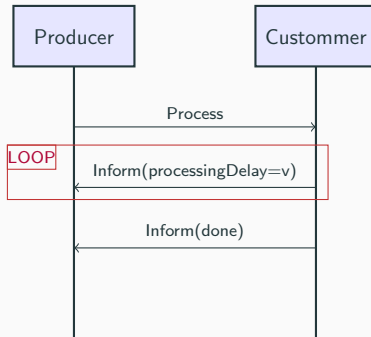 Producer
Custommer
Process
LOOP
Inform(processingDelay=v)
Inform(done)